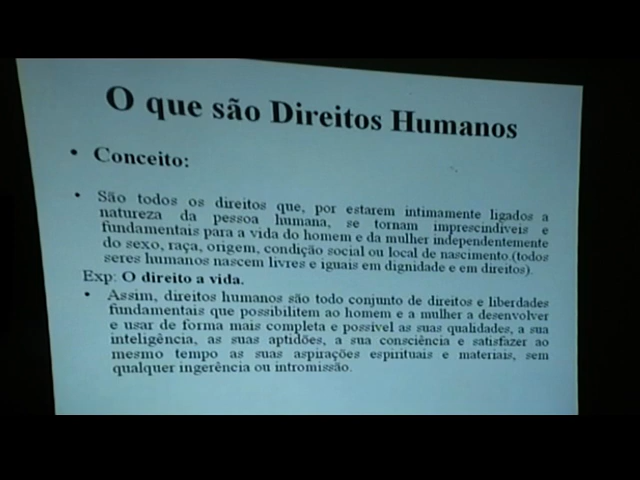 O que são Direitos Humanos
• Conceito:
• São todos os direitos que, por estarem intimamente ligados a
natureza da pessoa humana, se tornam imprescindíveis e
fundamentais para a vida do homem e da mulher independentemente
do sexo, raça, origem, condição social ou local de nascimento.(todos
seres humanos nascem livres e iguais em dignidade e em direitos).
Exp: O direito a vida.
• Assim, direitos humanos são todo conjunto de direitos e liberdades
fundamentais que possibilitem ao homem e a mulher a desenvolver
e usar de forma mais completa e possível as suas qualidades, a sua
inteligência, as suas aptidões, a sua consciência e satisfazer ao
mesmo tempo as suas aspirações espirituais e materiais, sem
qualquer ingerência ou intromissão.